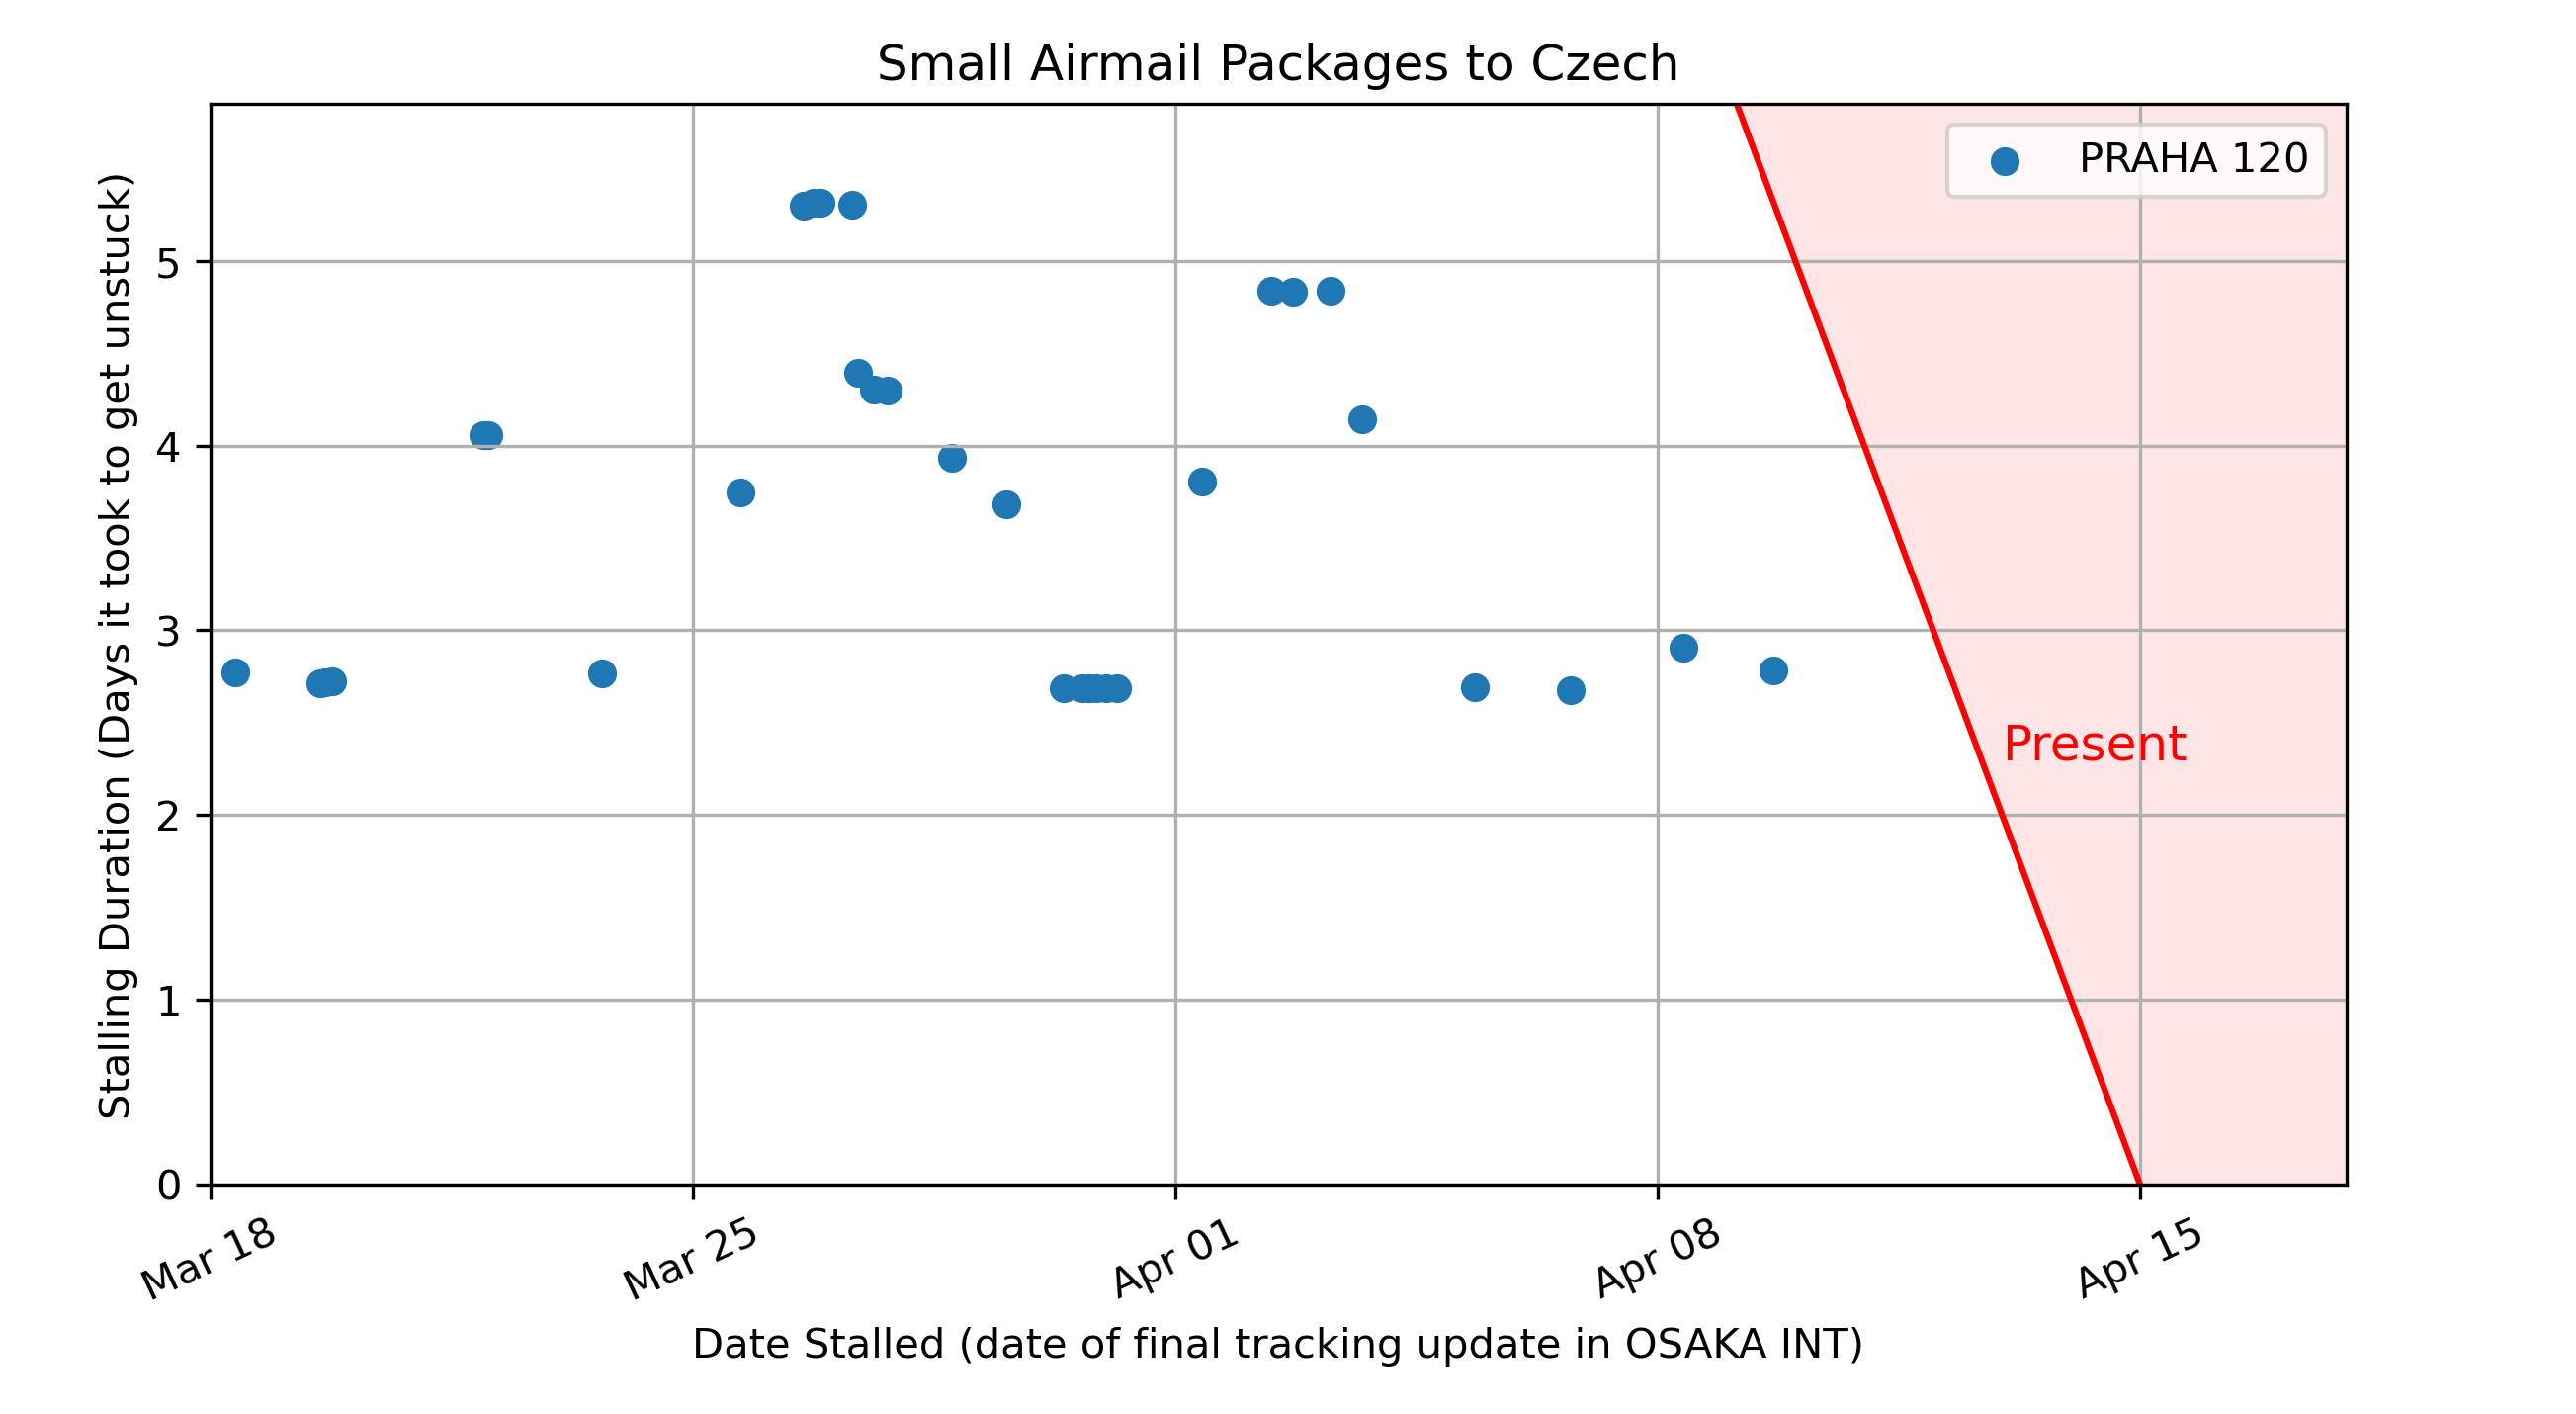 Small Airmail Packages to Czech
PRAHA 120
Stalling Duration (Days it took to get unstuck)
5
4
3
2
1
0
Present
Mar 18
Mar 25
Apr 01
Apr 08
Apr 15
Date Stalled (date of final tracking update in OSAKA INT)